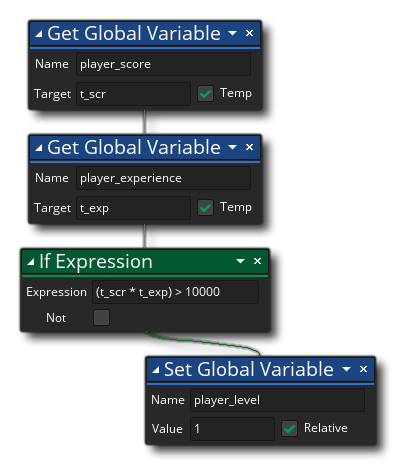 Get Global Variable
Name player_score
Target t_scr Temp
Get Global Variable
Name player_experience
Target t_exp Temp
If Expression
Expression (t_scr * t_exp) > 10000
Not
Set Global Variable
Name player_level
Value 1 Relative